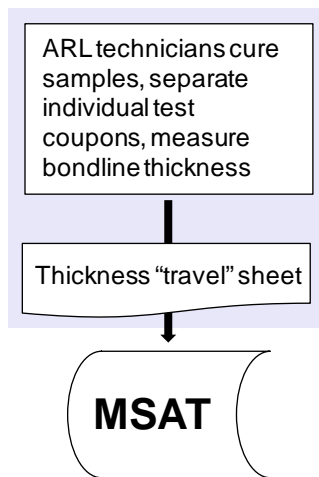 ARL technicians cure
samples, separate
individual test
coupons, measure
bondline thickness
Thickness “travel” sheet
MSAT